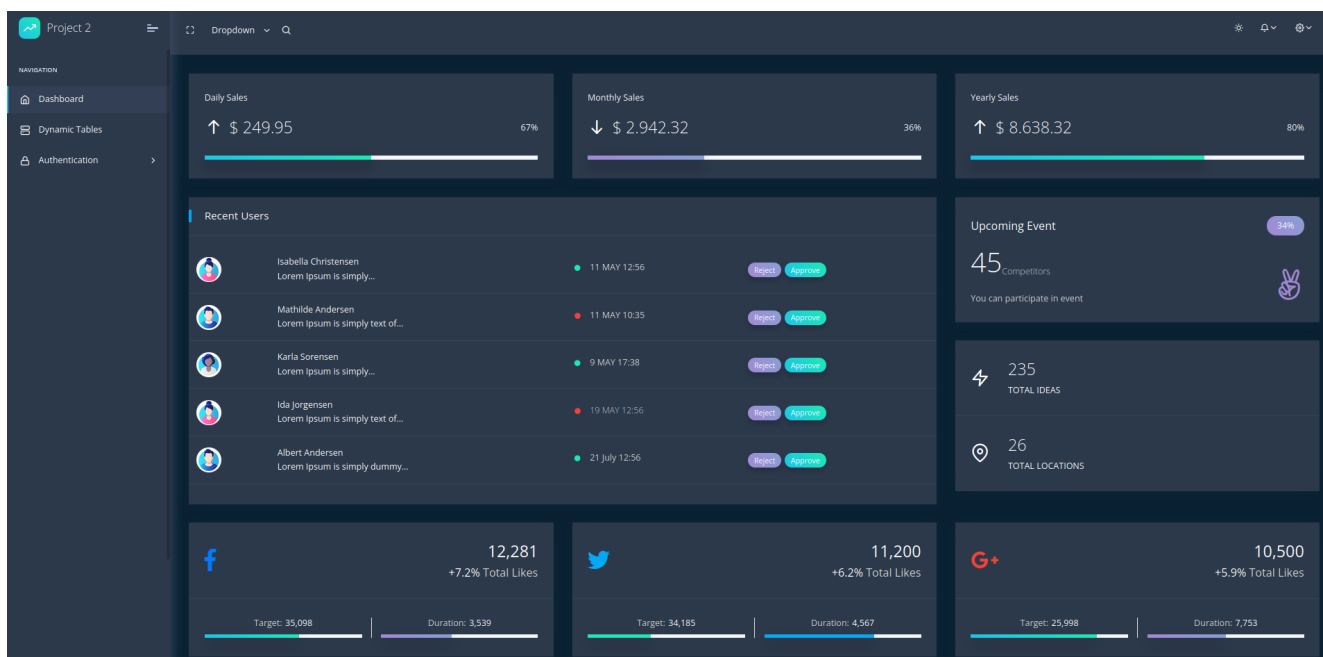 Project 2
Dropdown
NAVIGATION
Dashboard
Dynamic Tables
Authentication
Daily Sales
$ 249.95
67%
Monthly Sales
$ 2.942.32
36%
Yearly Sales
$ 8.638.32
80%
Recent Users
Isabella Christensen
Lorem Ipsum is simply...
11 MAY 12:56
Reject Approve
Mathilde Andersen
Lorem Ipsum is simply text of...
11 MAY 10:35
Reject Approve
Karla Sorensen
Lorem Ipsum is simply...
9 MAY 17:38
Reject Approve
Ida Jorgensen
Lorem Ipsum is simply text of...
19 MAY 12:56
Reject Approve
Albert Andersen
Lorem Ipsum is simply dummy...
21 July 12:56
Reject Approve
Upcoming Event
34%
45 Competitors
You can participate in event
235
TOTAL IDEAS
26
TOTAL LOCATIONS
12,281
+7.2% Total Likes
Target: 35,098
Duration: 3,539
11,200
+6.2% Total Likes
Target: 34,185
Duration: 4,567
G+
10,500
+5.9% Total Likes
Target: 25,998
Duration: 7,753